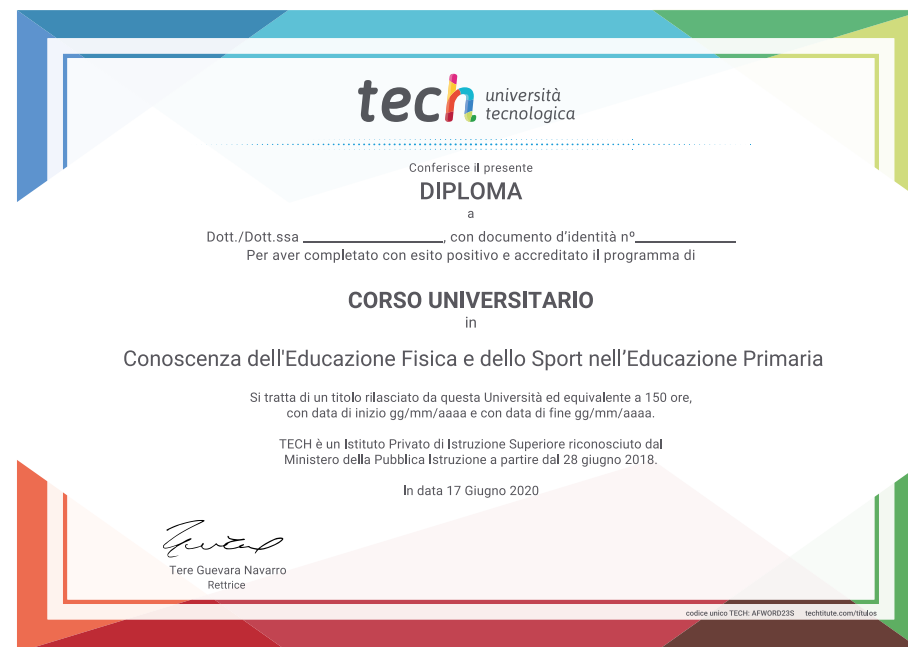 tech università
tecnologica
Conferisce il presente
DIPLOMA
a
Dott./Dott.ssa ____________________, con documento d'identità nº______________
Per aver completato con esito positivo e accreditato il programma di
CORSO UNIVERSITARIO
in
Conoscenza dell'Educazione Fisica e dello Sport nell’Educazione Primaria
Si tratta di un titolo rilasciato da questa Università ed equivalente a 150 ore,
con data di inizio gg/mm/aaaa e con data di fine gg/mm/aaaa.
TECH è un Istituto Privato di Istruzione Superiore riconosciuto dal
Ministero della Pubblica Istruzione a partire dal 28 giugno 2018.
In data 17 Giugno 2020
Tere Guevara Navarro
Rettrice
codice unico TECH: AFWORD23S techtitute.com/títulos